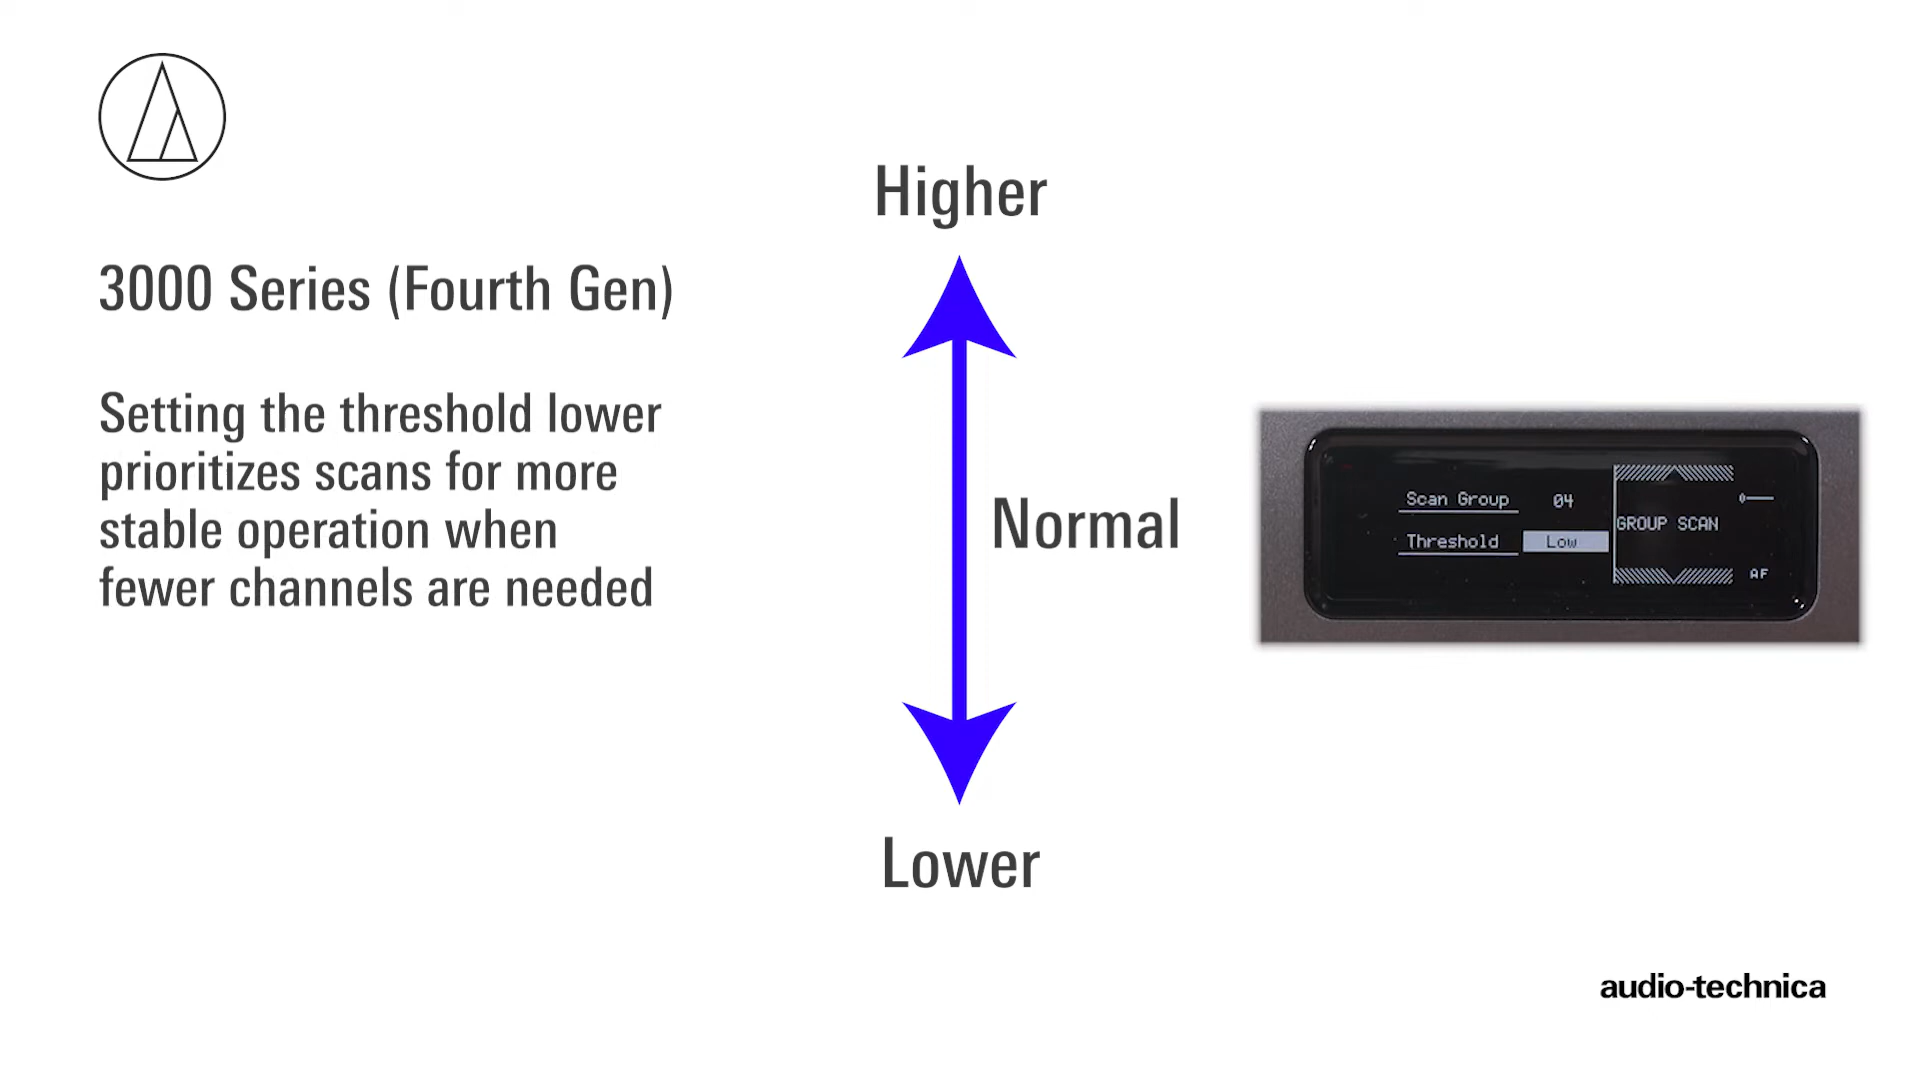 3000 Series (Fourth Gen)
Setting the threshold lower
prioritizes scans for more
stable operation when
fewer channels are needed
Higher
Normal
Lower
Scan Group 04
Threshold Low
GROUP SCAN
AF
audio-technica